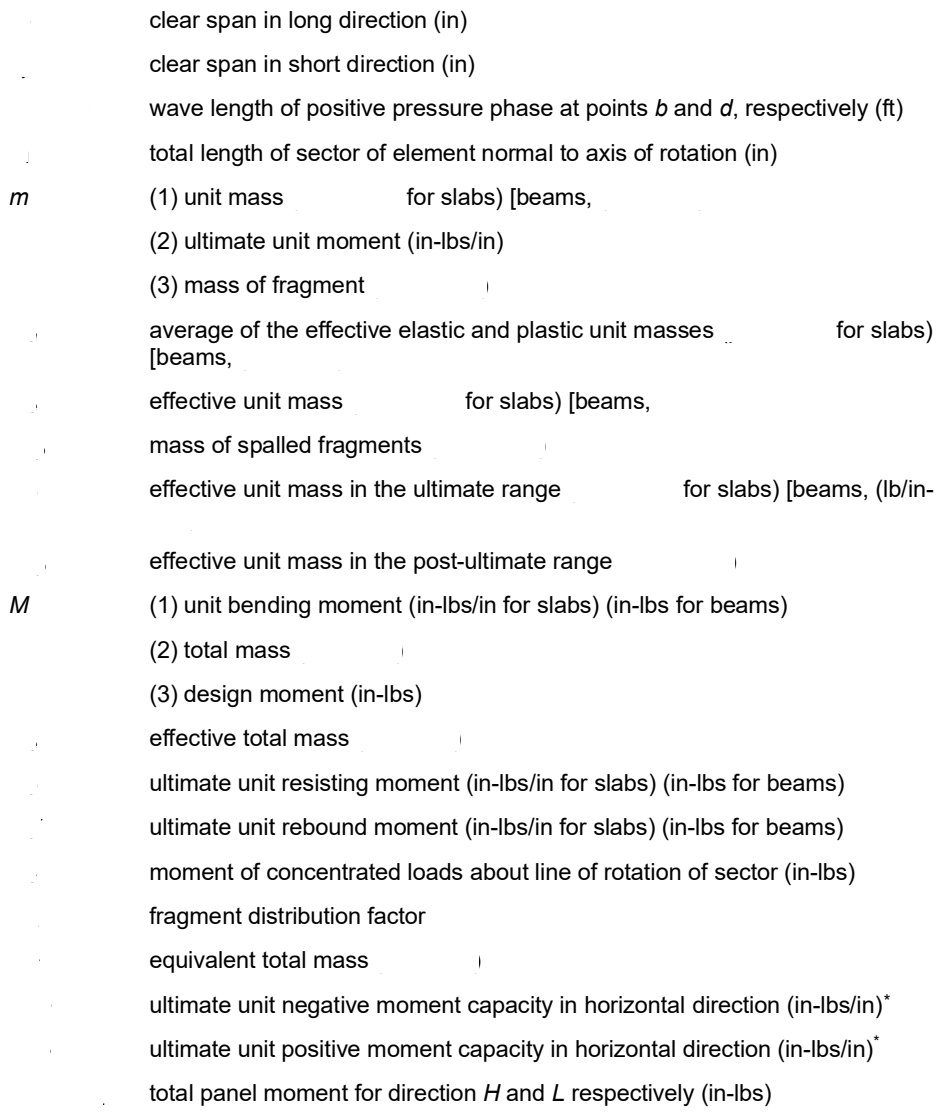 clear span in long direction (in)
clear span in short direction (in)
wave length of positive pressure phase at points b and d, respectively (ft)
total length of sector of element normal to axis of rotation (in)
m (1) unit mass for slabs) [beams,
(2) ultimate unit moment (in-lbs/in)
(3) mass of fragment )
average of the effective elastic and plastic unit masses for slabs)
[beams,
effective unit mass for slabs) [beams,
mass of spalled fragments )
effective unit mass in the ultimate range for slabs) [beams, (lb/in-
effective unit mass in the post-ultimate range )
M (1) unit bending moment (in-lbs/in for slabs) (in-lbs for beams)
(2) total mass )
(3) design moment (in-lbs)
effective total mass )
ultimate unit resisting moment (in-lbs/in for slabs) (in-lbs for beams)
ultimate unit rebound moment (in-lbs/in for slabs) (in-lbs for beams)
moment of concentrated loads about line of rotation of sector (in-lbs)
fragment distribution factor
equivalent total mass )
ultimate unit negative moment capacity in horizontal direction (in-lbs/in)*
ultimate unit positive moment capacity in horizontal direction (in-lbs/in)*
total panel moment for direction H and L respectively (in-lbs)